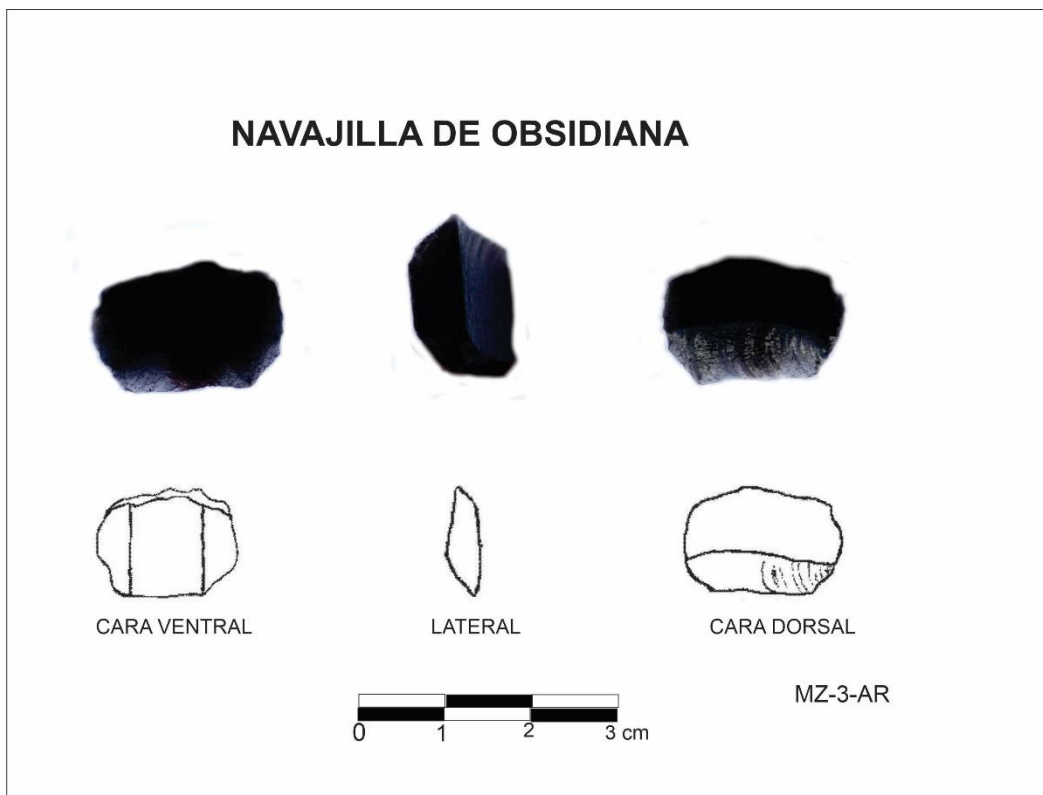 NAVAJILLA DE OBSIDIANA
CARA VENTRAL
LATERAL
CARA DORSAL
MZ-3-AR
0 1 2 3 cm